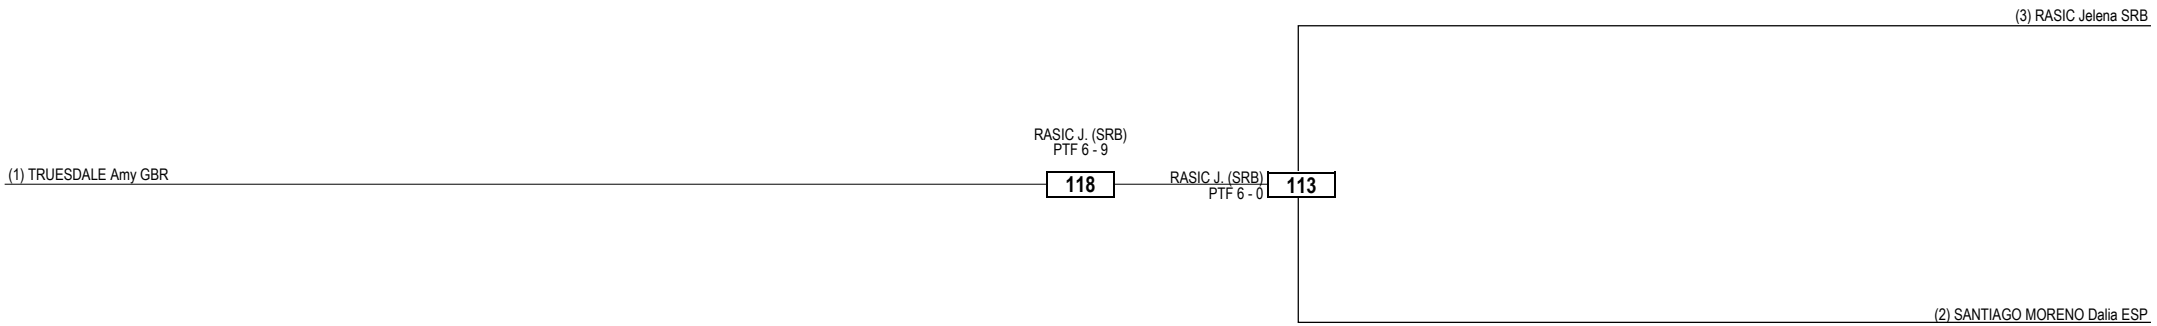 (3) RASIC Jelena SRB
RASIC J. (SRB)
PTF 6 - 9
(1) TRUESDALE Amy GBR
118
RASIC J. (SRB)
PTF 6 - 0
113
(2) SANTIAGO MORENO Dalia ESP